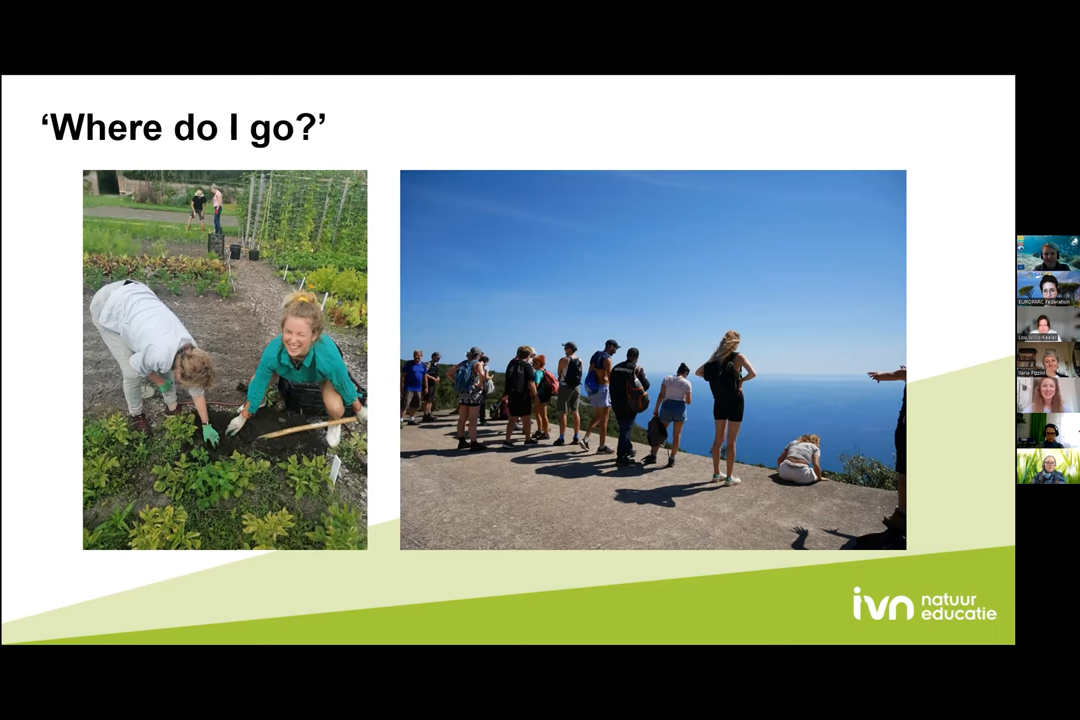 ‘Where do I go?’
EUROPARC Federation
ivn natuur
educatie